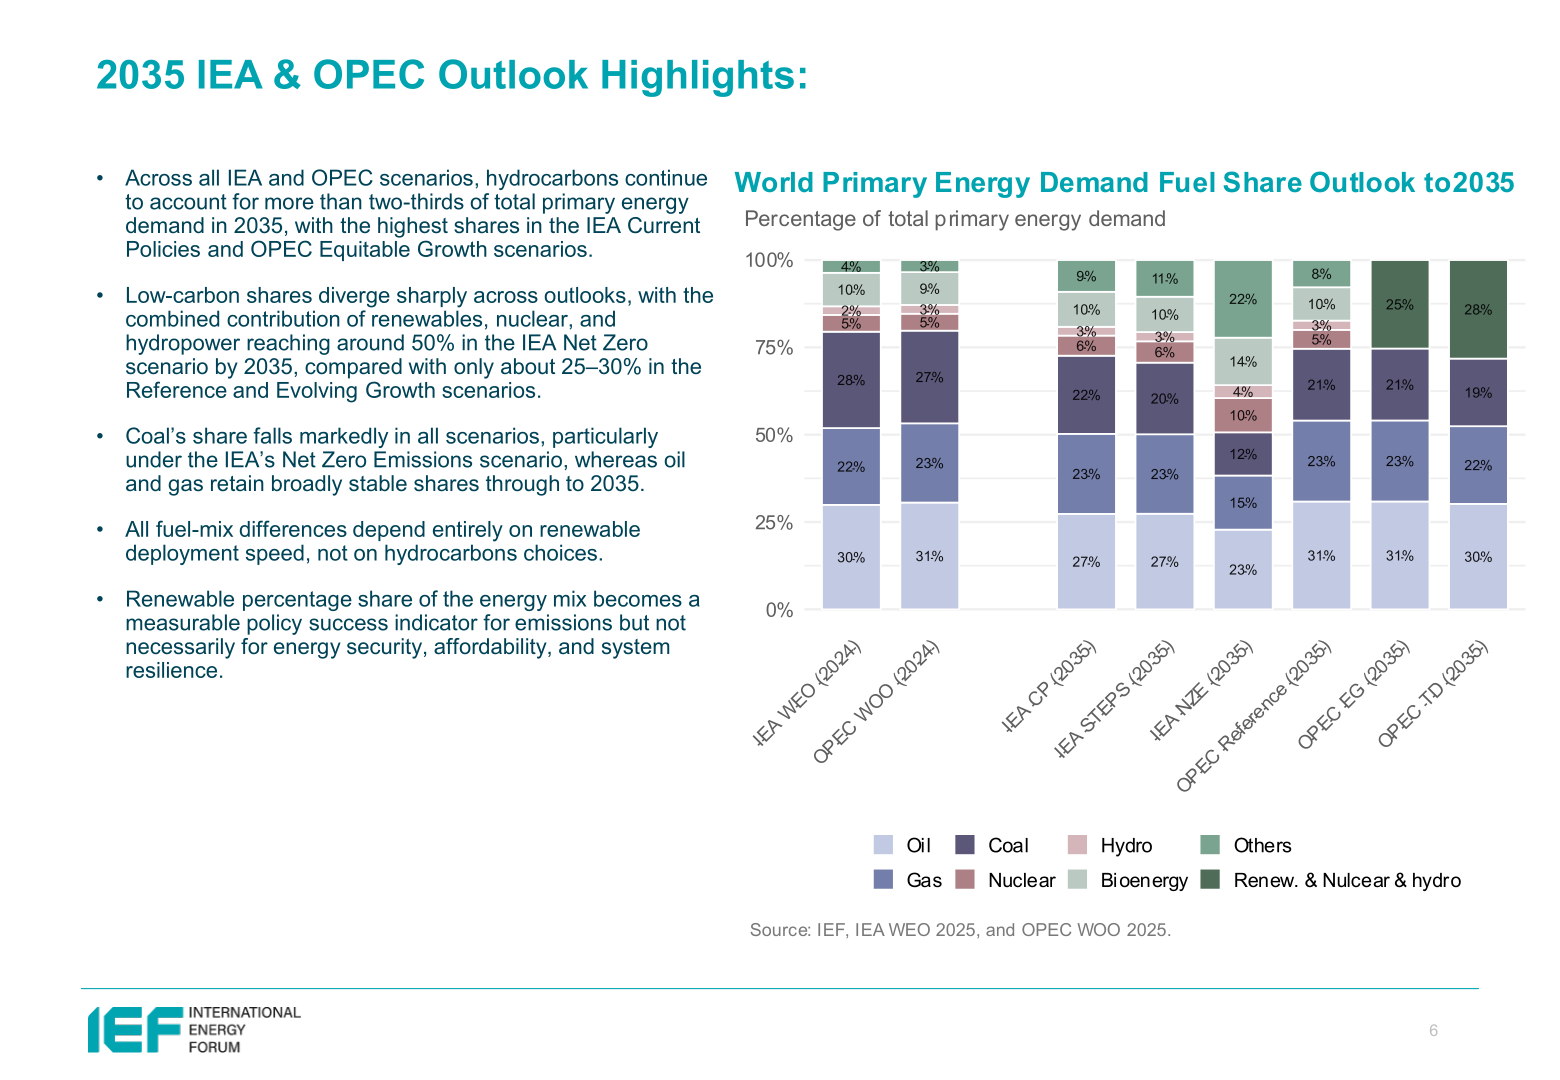 2035 IEA & OPEC Outlook Highlights:
• Across all IEA and OPEC scenarios, hydrocarbons continue
to account for more than two-thirds of total primary energy
demand in 2035, with the highest shares in the IEA Current
Policies and OPEC Equitable Growth scenarios.
• Low-carbon shares diverge sharply across outlooks, with the
combined contribution of renewables, nuclear, and
hydropower reaching around 50% in the IEA Net Zero
scenario by 2035, compared with only about 25–30% in the
Reference and Evolving Growth scenarios.
• Coal's share falls markedly in all scenarios, particularly
under the IEA's Net Zero Emissions scenario, whereas oil
and gas retain broadly stable shares through to 2035.
• All fuel-mix differences depend entirely on renewable
deployment speed, not on hydrocarbons choices.
• Renewable percentage share of the energy mix becomes a
measurable policy success indicator for emissions but not
necessarily for energy security, affordability, and system
resilience.
World Primary Energy Demand Fuel Share Outlook to2035
Percentage of total primary energy demand
100%
75%
50%
25%
0%
4%
10%
2%
5%
28%
22%
30%
3%
9%
3%
5%
27%
23%
31%
9%
10%
3%
6%
22%
23%
27%
11%
10%
3%
6%
20%
23%
27%
22%
14%
4%
10%
12%
15%
23%
8%
10%
3%
5%
21%
23%
31%
25%
21%
23%
31%
28%
19%
22%
30%
IEA WEO (2024)
OPEC WOO (2024)
IEA CP (2035)
IEA STEPS (2035)
IEA NZE (2035)
OPEC Reference (2035)
OPEC EG (2035)
OPEC TD (2035)
Oil Coal Hydro Others
Gas Nuclear Bioenergy Renew. & Nulcear & hydro
Source: IEF, IEA WEO 2025, and OPEC WOO 2025.
IEF
INTERNATIONAL
ENERGY
FORUM
6